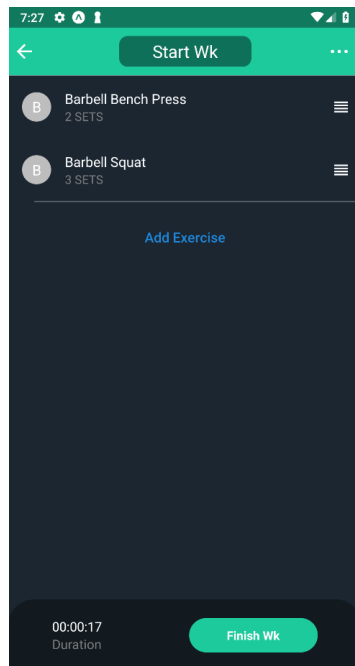 7:27
Start Wk
B
Barbell Bench Press
2 SETS
B
Barbell Squat
3 SETS
Add Exercise
00:00:17
Duration
Finish Wk